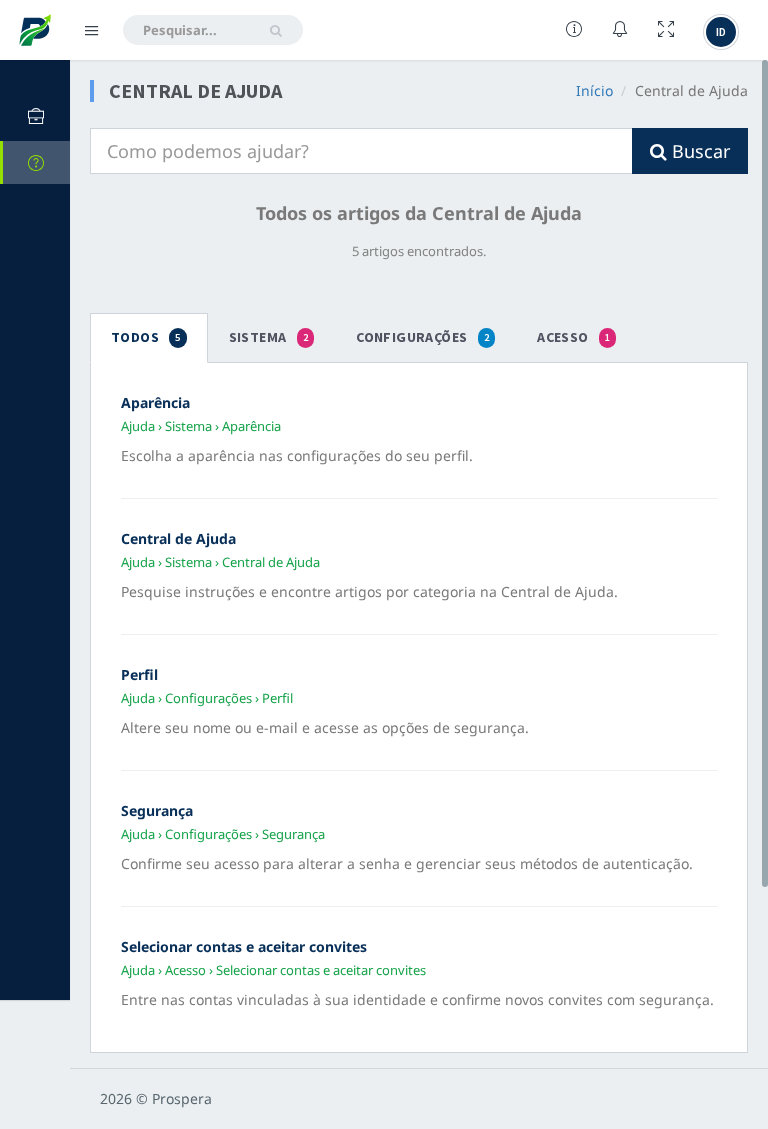 Pesquisar...
ID
CENTRAL DE AJUDA
Início / Central de Ajuda
Como podemos ajudar?
Buscar
Todos os artigos da Central de Ajuda
5 artigos encontrados.
TODOS 5 SISTEMA 2 CONFIGURAÇÕES 2 ACESSO 1
Aparência
Ajuda › Sistema › Aparência
Escolha a aparência nas configurações do seu perfil.
Central de Ajuda
Ajuda › Sistema › Central de Ajuda
Pesquise instruções e encontre artigos por categoria na Central de Ajuda.
Perfil
Ajuda › Configurações › Perfil
Altere seu nome ou e-mail e acesse as opções de segurança.
Segurança
Ajuda › Configurações › Segurança
Confirme seu acesso para alterar a senha e gerenciar seus métodos de autenticação.
Selecionar contas e aceitar convites
Ajuda › Acesso › Selecionar contas e aceitar convites
Entre nas contas vinculadas à sua identidade e confirme novos convites com segurança.
2026 © Prospera